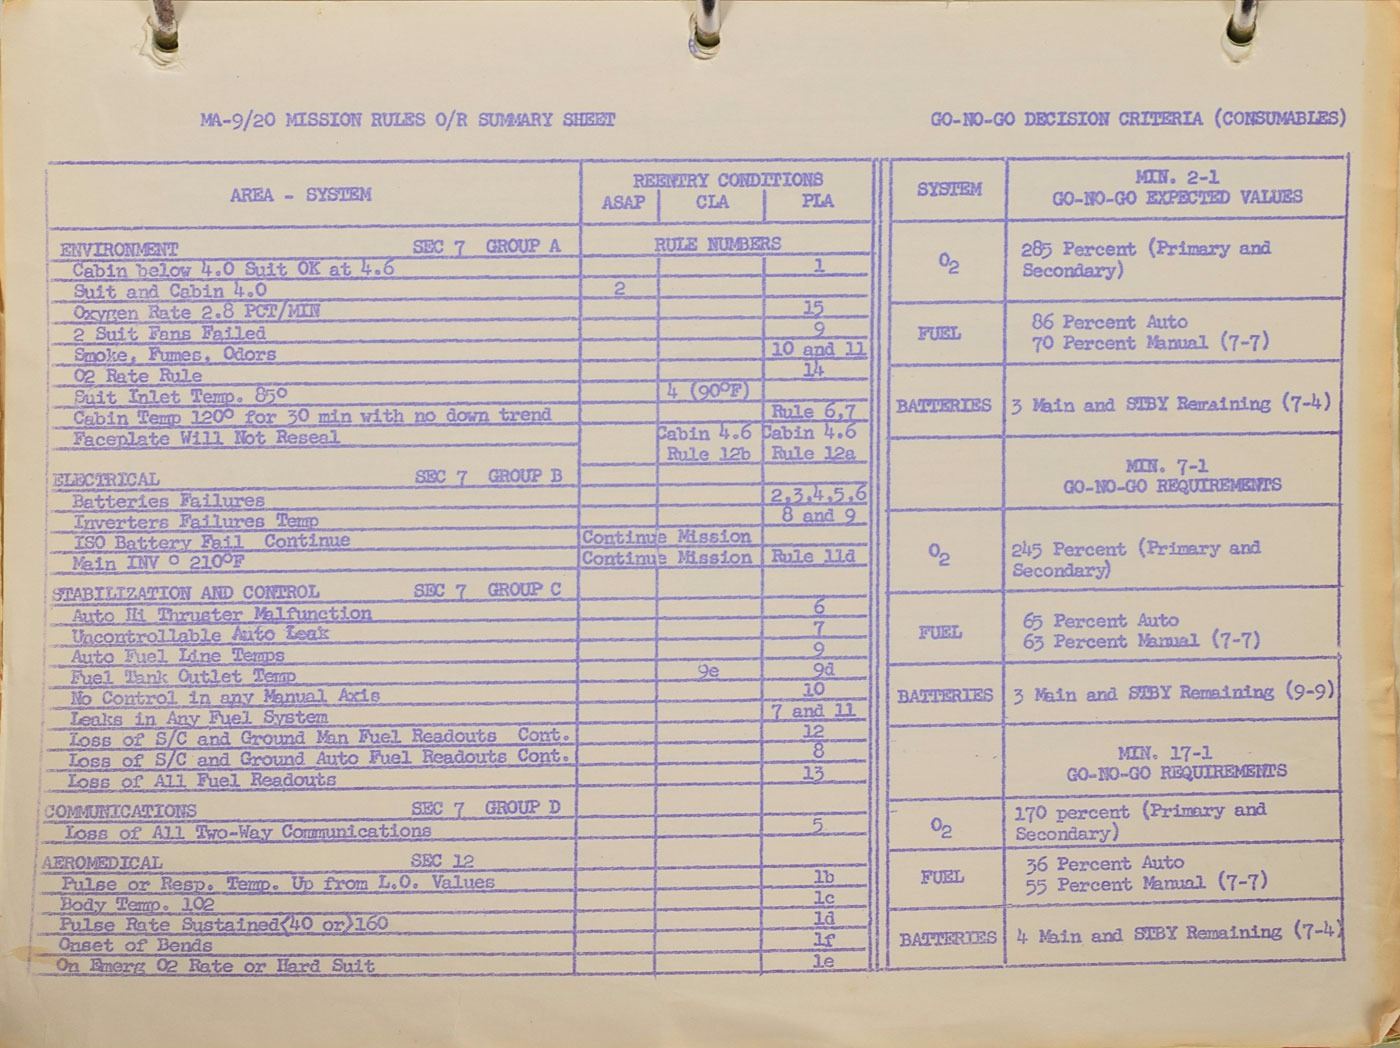 MA-9/20 MISSION RULES O/R SUMMARY SHEET
AREA - SYSTEM REENTRY CONDITIONS
ASAP CLA PLA
ENVIRONMENT SEC 7 GROUP A RULE NUMBERS
Cabin below 4.0 Suit OK at 4.6 1
Suit and Cabin 4.0 2
Oxygen Rate 2.8 PCT/MIN 15
2 Suit Fans Failed 9
Smoke, Fumes, Odors 10 and 11
O2 Rate Rule 14
Suit Inlet Temp. 85° 4 (90°F)
Cabin Temp 120° for 30 min with no down trend Rule 6,7
Faceplate Will Not Reseal Cabin 4.6 Cabin 4.6
Rule 12b Rule 12a
ELECTRICAL SEC 7 GROUP B
Batteries Failures 2,3,4,5,6
Inverters Failures Temp 8 and 9
ISO Battery Fail Continue Continue Mission
Main INV ° 210°F Continue Mission Rule 11d
STABILIZATION AND CONTROL SEC 7 GROUP C
Auto Hi Thruster Malfunction 6
Uncontrollable Auto Leak 7
Auto Fuel Line Temps 9
Fuel Tank Outlet Temp 9e 9d
No Control in any Manual Axis 10
Leaks in Any Fuel System 7 and 11
Loss of S/C and Ground Man Fuel Readouts Cont. 12
Loss of S/C and Ground Auto Fuel Readouts Cont. 8
Loss of All Fuel Readouts 13
COMMUNICATIONS SEC 7 GROUP D
Loss of All Two-Way Communications 5
AEROMEDICAL SEC 12
Pulse or Resp. Temp. Up from L.O. Values 1b
Body Temp. 102 1c
Pulse Rate Sustained<40 or>160 1d
Onset of Bends 1f
On Emerg O2 Rate or Hard Suit 1e
GO-NO-GO DECISION CRITERIA (CONSUMABLES)
SYSTEM MIN. 2-1
GO-NO-GO EXPECTED VALUES
O2 285 Percent (Primary and
Secondary)
FUEL 86 Percent Auto
70 Percent Manual (7-7)
BATTERIES 3 Main and STBY Remaining (7-4)
MIN. 7-1
GO-NO-GO REQUIREMENTS
O2 245 Percent (Primary and
Secondary)
FUEL 65 Percent Auto
63 Percent Manual (7-7)
BATTERIES 3 Main and STBY Remaining (9-9)
MIN. 17-1
GO-NO-GO REQUIREMENTS
O2 170 percent (Primary and
Secondary)
FUEL 36 Percent Auto
55 Percent Manual (7-7)
BATTERIES 4 Main and STBY Remaining (7-4)